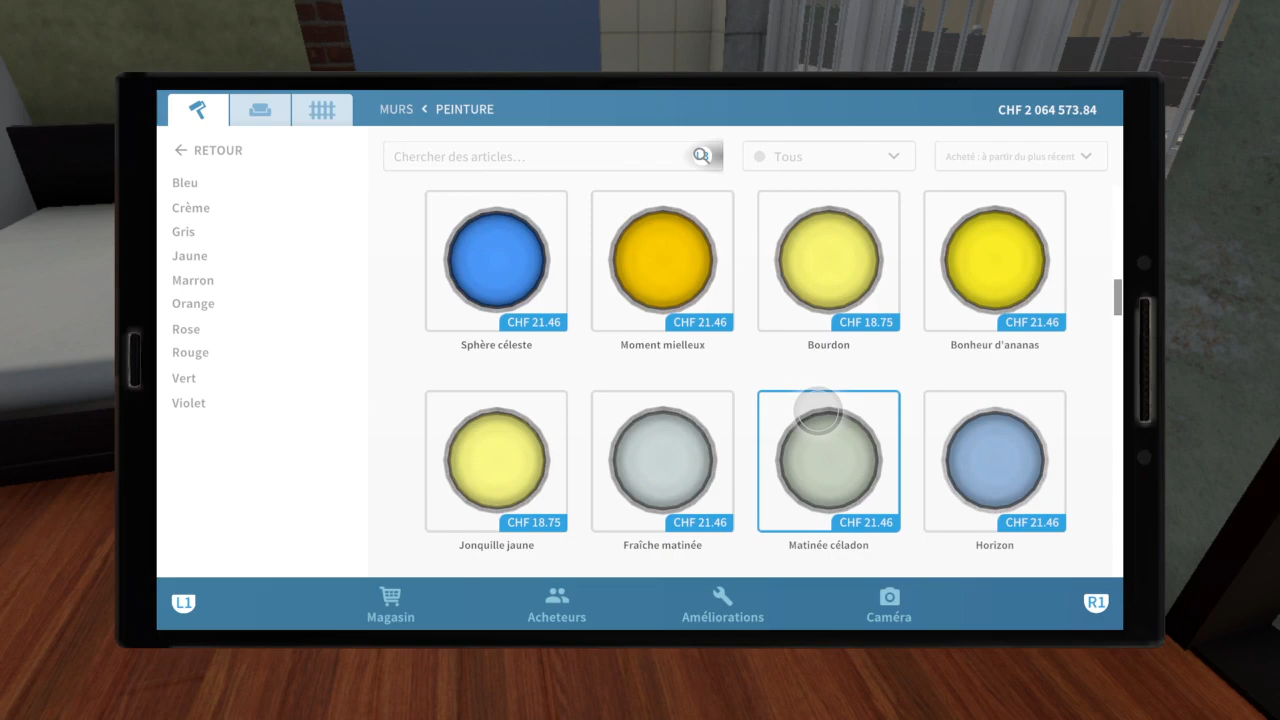 MURS < PEINTURE
CHF 2 064 573.84
RETOUR
Bleu
Crème
Gris
Jaune
Marron
Orange
Rose
Rouge
Vert
Violet
Chercher des articles...
Tous
Acheté : à partir du plus récent
CHF 21.46
Sphère céleste
CHF 21.46
Moment mielleux
CHF 18.75
Bourdon
CHF 21.46
Bonheur d'ananas
CHF 18.75
Jonquille jaune
CHF 21.46
Fraîche matinée
CHF 21.46
Matinée céladon
CHF 21.46
Horizon
L1
Magasin
Acheteurs
Améliorations
Caméra
R1